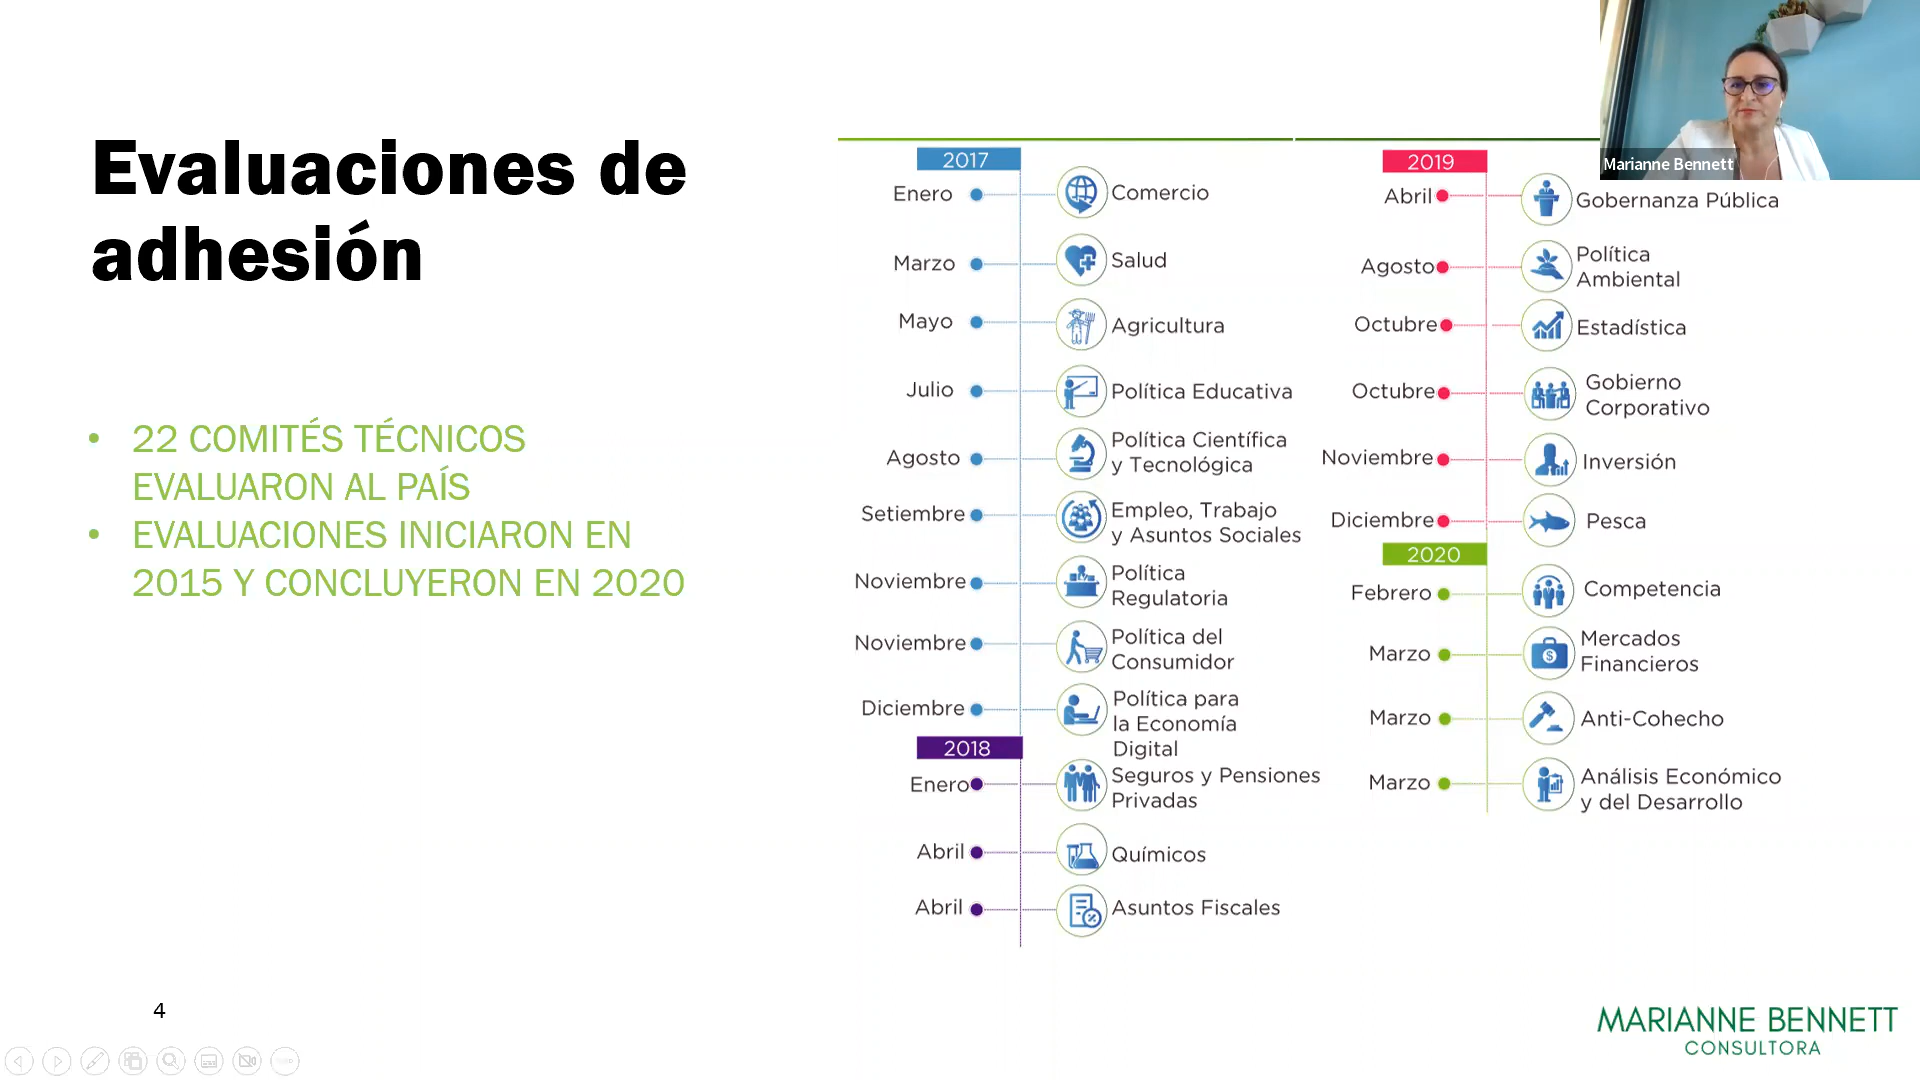 Evaluaciones de
adhesión
• 22 COMITÉS TÉCNICOS
EVALUARON AL PAÍS
• EVALUACIONES INICIARON EN
2015 Y CONCLUYERON EN 2020
2017
Enero
Comercio
Marzo
Salud
Mayo
Agricultura
Julio
Política Educativa
Agosto
Política Científica
y Tecnológica
Setiembre
Empleo, Trabajo
y Asuntos Sociales
Noviembre
Política
Regulatoria
Noviembre
Política del
Consumidor
Diciembre
Política para
la Economía
Digital
2018
Enero
Seguros y Pensiones
Privadas
Abril
Químicos
Abril
Asuntos Fiscales
2019
Abril
Gobernanza Pública
Agosto
Política
Ambiental
Octubre
Estadística
Octubre
Gobierno
Corporativo
Noviembre
Inversión
Diciembre
Pesca
2020
Febrero
Competencia
Marzo
Mercados
Financieros
Marzo
Anti-Cohecho
Marzo
Análisis Económico
y del Desarrollo
Marianne Bennett
4
MARIANNE BENNETT
CONSULTORA